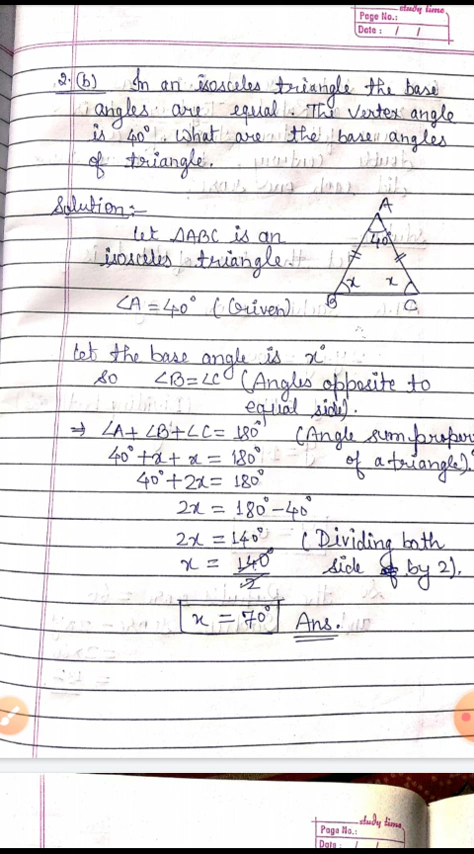 study time
Page No.:
Date: / /
2.(b) In an isosceles triangle the base
angles are equal. The vertex angle
is 40°. What are the base angles
of triangle.
Solution:-
Let △ABC is an
isosceles triangle.
A
40°
x x
B C
∠A = 40° (Given)
Let the base angle is x°
so ∠B = ∠C (Angles opposite to
equal side).
⇒ ∠A + ∠B + ∠C = 180° (Angle sum proper
40° + x + x = 180° of a triangle).
40° + 2x = 180°
2x = 180° - 40°
2x = 140° (Dividing both
x = 140°/2 side by 2).
x = 70° Ans.
study time
Page No.:
Date: / /